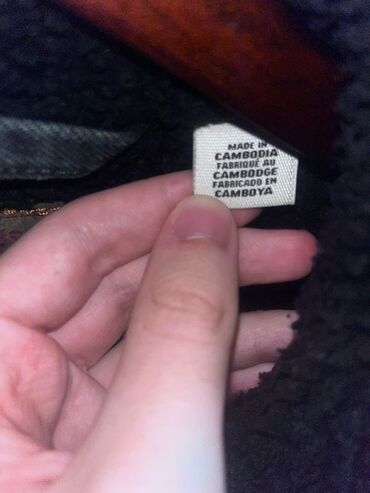 MADE IN
CAMBODIA
FABRIQUÉ AU
CAMBODGE
FABRICADO EN
CAMBOYA